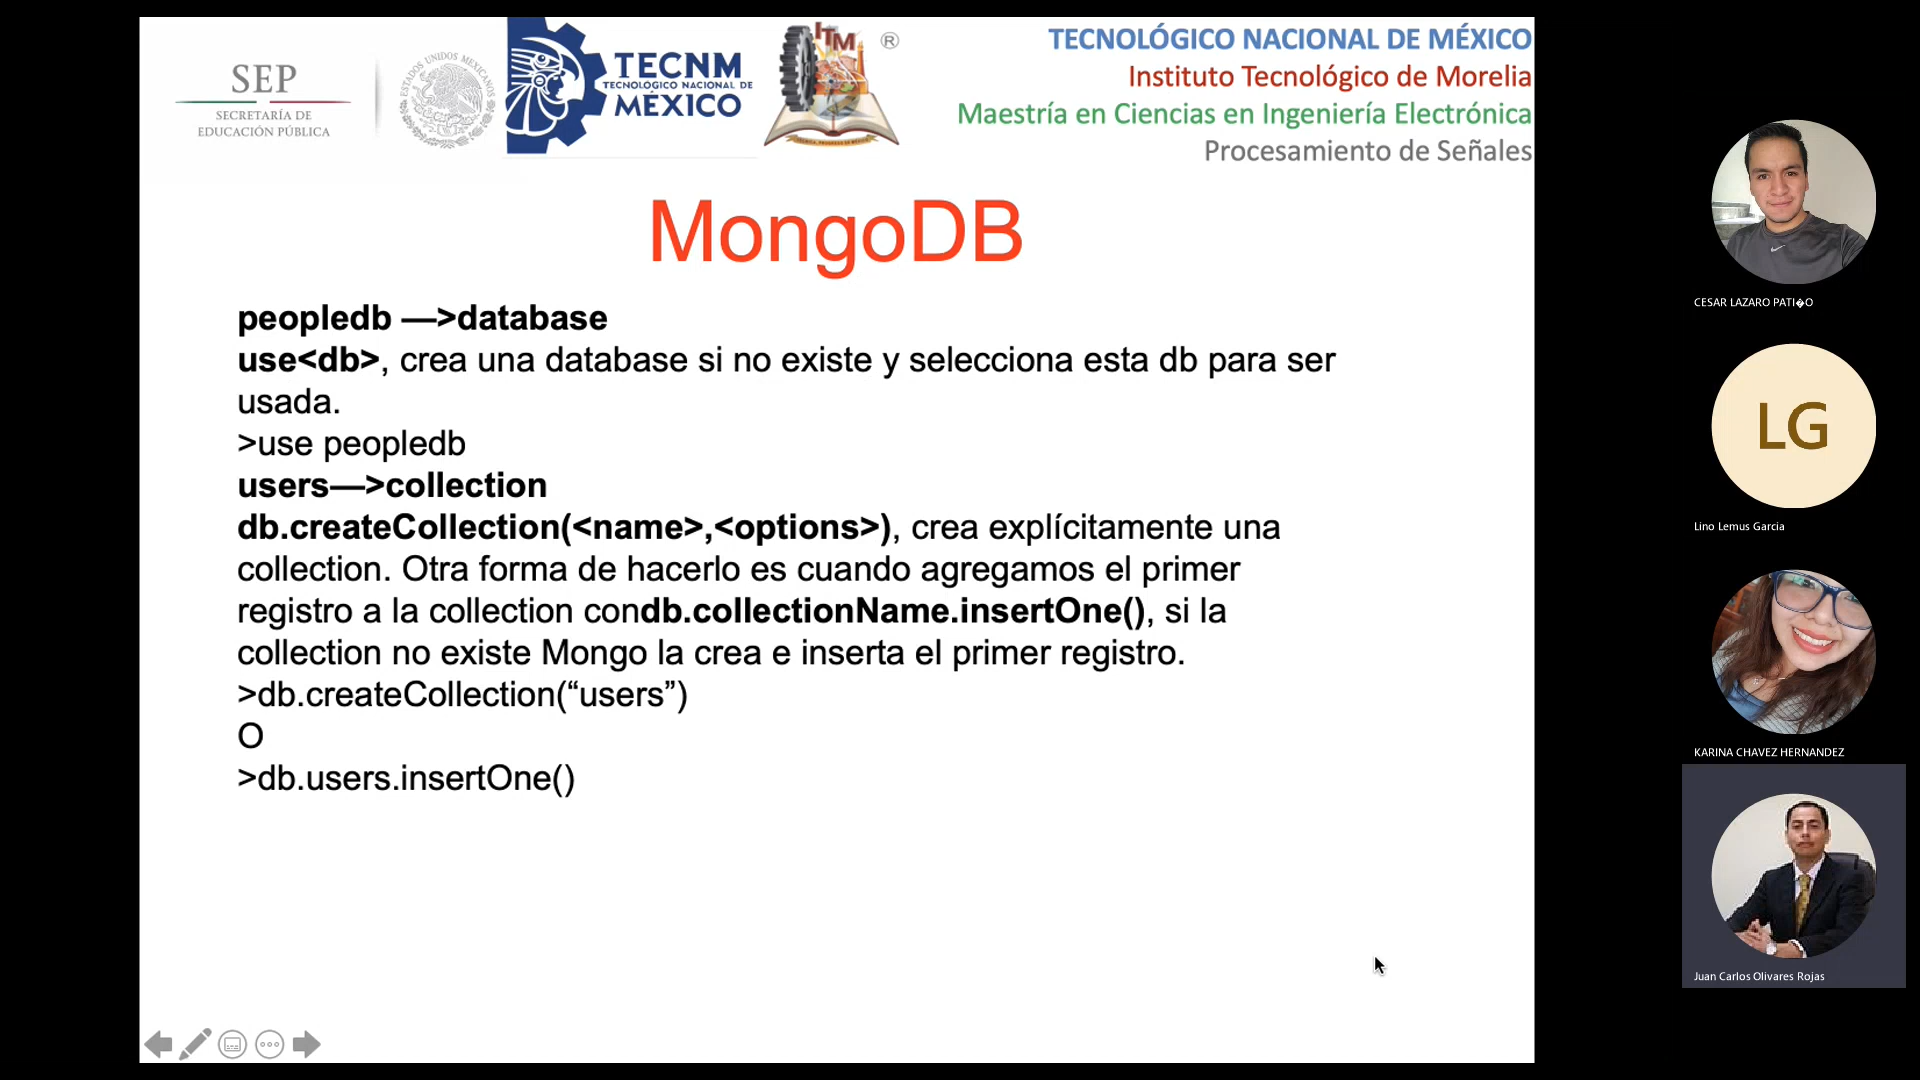 SEP
SECRETARÍA DE
EDUCACIÓN PÚBLICA
ESTADOS UNIDOS MEXICANOS
TECNM
TECNOLÓGICO NACIONAL DE
MÉXICO
ITM
®
TECNOLÓGICO NACIONAL DE MÉXICO
Instituto Tecnológico de Morelia
Maestría en Ciencias en Ingeniería Electrónica
Procesamiento de Señales
MongoDB
peopledb —>database
use<db>, crea una database si no existe y selecciona esta db para ser
usada.
>use peopledb
users—>collection
db.createCollection(<name>,<options>), crea explícitamente una
collection. Otra forma de hacerlo es cuando agregamos el primer
registro a la collection condb.collectionName.insertOne(), si la
collection no existe Mongo la crea e inserta el primer registro.
>db.createCollection(“users”)
O
>db.users.insertOne()
CESAR LAZARO PATI�O
LG
Lino Lemus Garcia
KARINA CHAVEZ HERNANDEZ
Juan Carlos Olivares Rojas